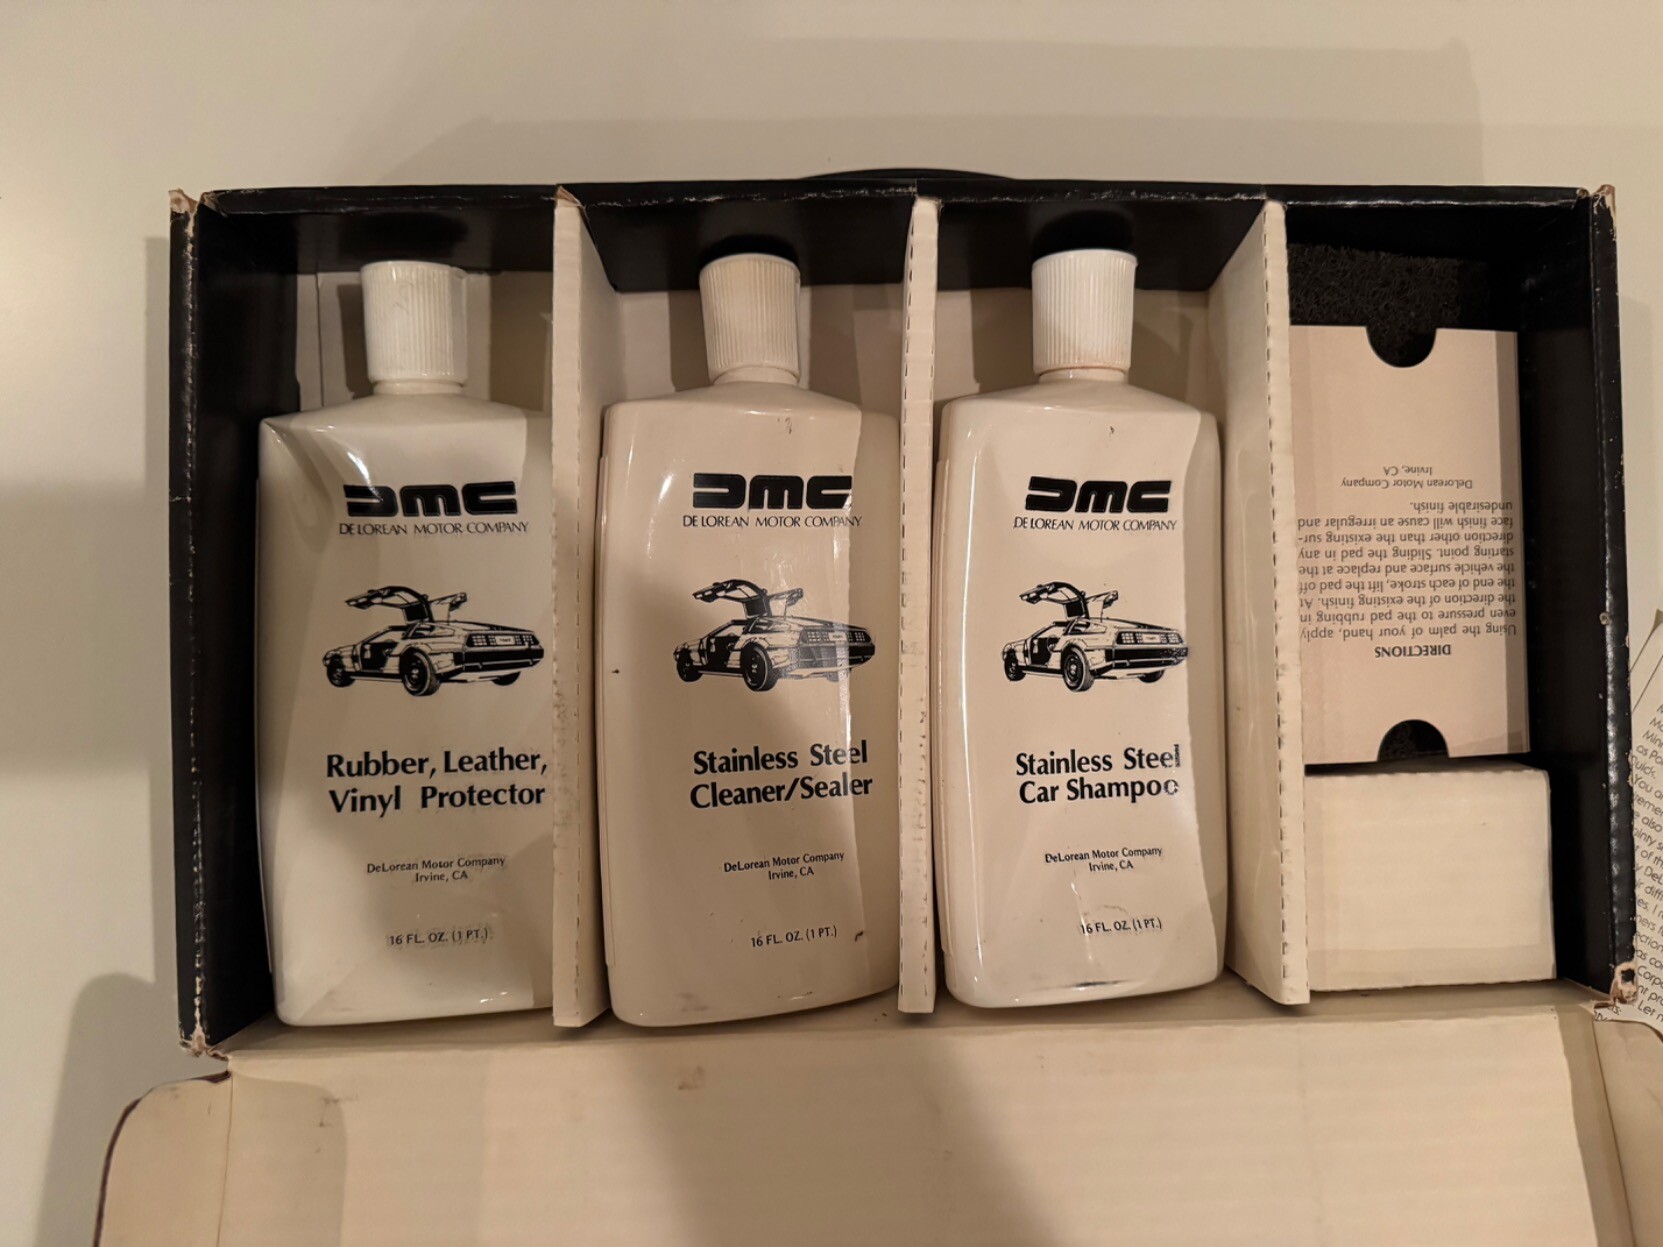 DMC
DE LOREAN MOTOR COMPANY
Rubber, Leather,
Vinyl Protector
DeLorean Motor Company
Irvine, CA
16 FL. OZ. (1 PT.)
DMC
DE LOREAN MOTOR COMPANY
Stainless Steel
Cleaner/Sealer
DeLorean Motor Company
Irvine, CA
16 FL. OZ. (1 PT.)
DMC
DE LOREAN MOTOR COMPANY
Stainless Steel
Car Shampoo
DeLorean Motor Company
Irvine, CA
16 FL. OZ. (1 PT.)
DIRECTIONS
Using the palm of your hand, apply
even pressure to the pad rubbing in
the direction of the existing finish. At
the end of each stroke, lift the pad off
the vehicle surface and replace at the
starting point. Sliding the pad in any
direction other than the existing sur-
face finish will cause an irregular and
undesirable finish.
DeLorean Motor Company
Irvine, CA